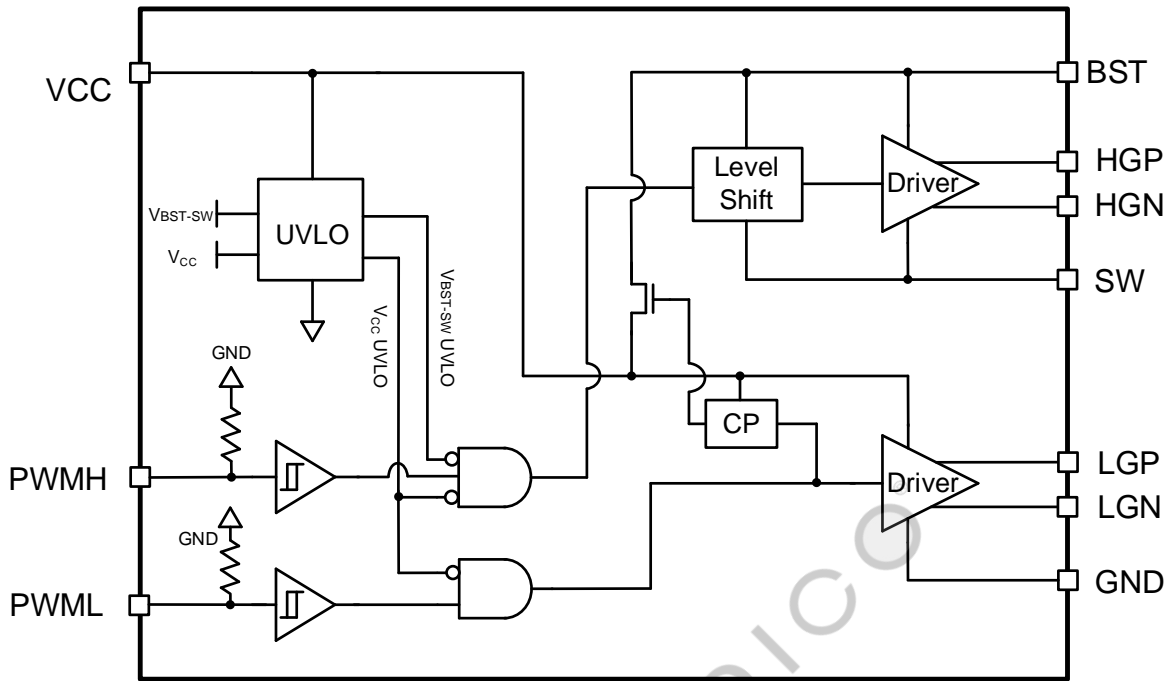 VCC
BST
Level
Shift
Driver
HGP
HGN
VBST-SW
VCC
UVLO
SW
VCC UVLO
VBST-SW UVLO
GND
CP
PWMH
LGP
Driver
LGN
GND
PWML
GND
DICO